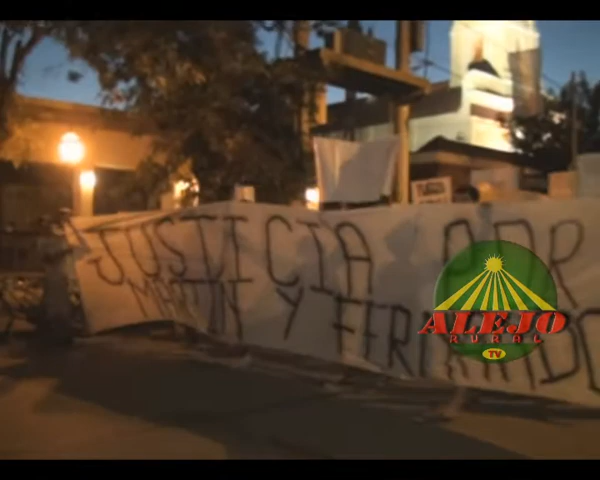 JUSTICIA POR
MARTIN Y FERNANDO
ALEJO
RURAL
TV